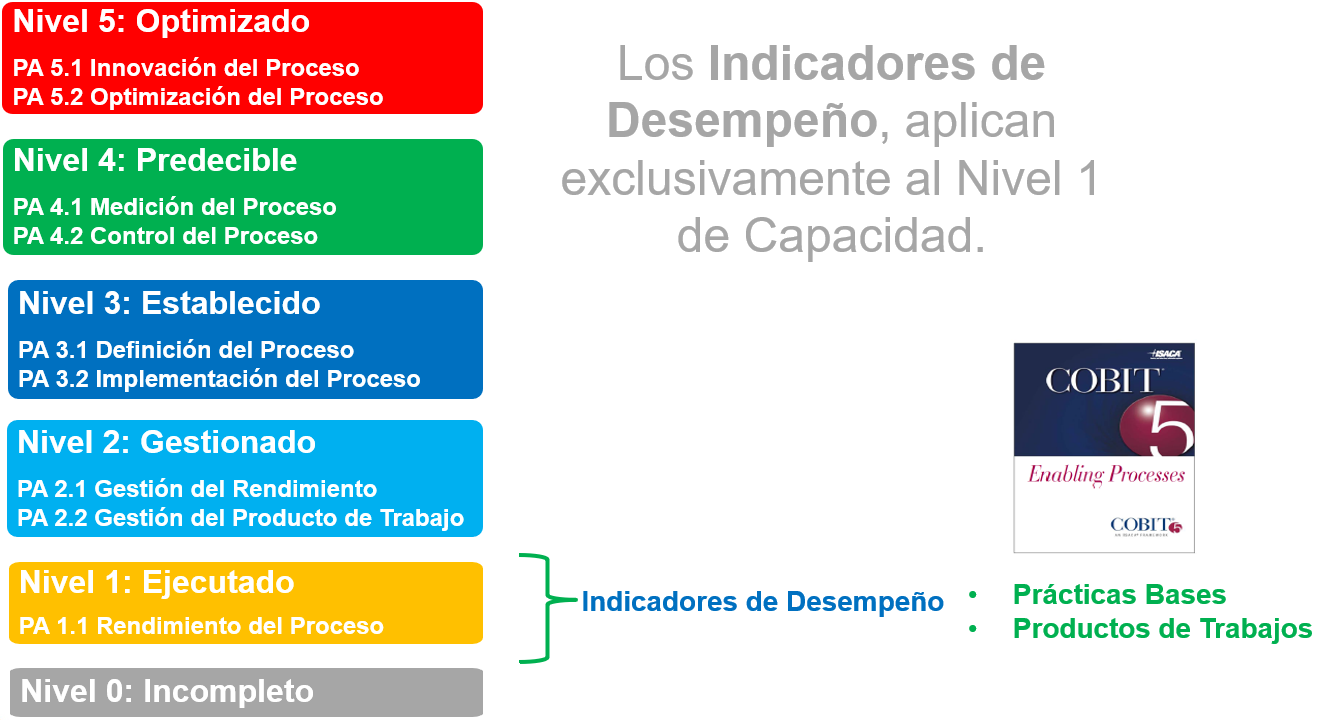 Nivel 5: Optimizado
PA 5.1 Innovación del Proceso
PA 5.2 Optimización del Proceso
Nivel 4: Predecible
PA 4.1 Medición del Proceso
PA 4.2 Control del Proceso
Nivel 3: Establecido
PA 3.1 Definición del Proceso
PA 3.2 Implementación del Proceso
Nivel 2: Gestionado
PA 2.1 Gestión del Rendimiento
PA 2.2 Gestión del Producto de Trabajo
Nivel 1: Ejecutado
PA 1.1 Rendimiento del Proceso
Nivel 0: Incompleto
Los Indicadores de
Desempeño, aplican
exclusivamente al Nivel 1
de Capacidad.
ISACA
COBIT
5
Enabling Processes
COBIT 5
AN ISACA FRAMEWORK
Indicadores de Desempeño
• Prácticas Bases
• Productos de Trabajos